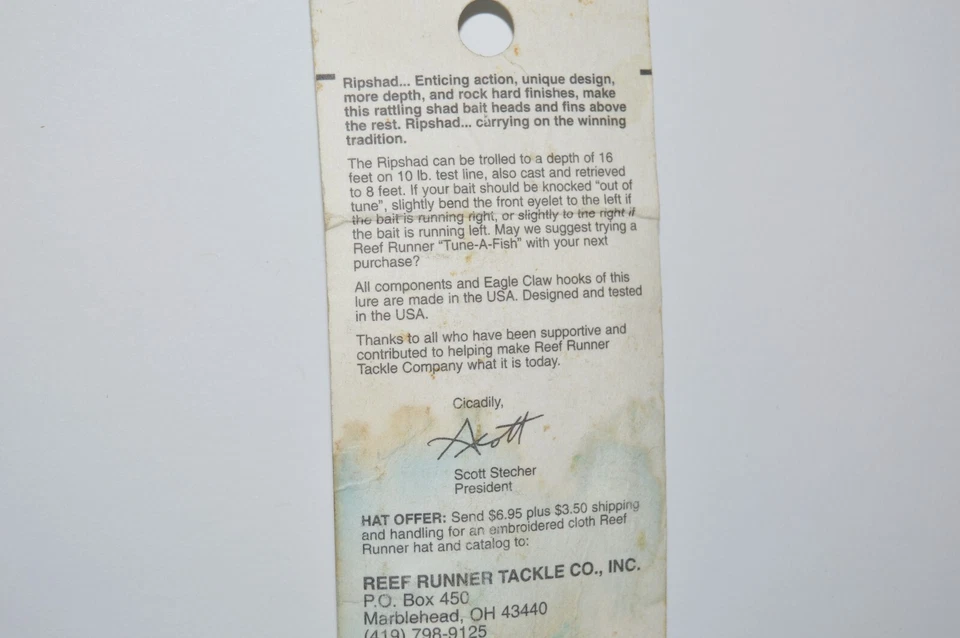 Ripshad... Enticing action, unique design,
more depth, and rock hard finishes, make
this rattling shad bait heads and fins above
the rest. Ripshad... carrying on the winning
tradition.
The Ripshad can be trolled to a depth of 16
feet on 10 lb. test line, also cast and retrieved
to 8 feet. If your bait should be knocked "out of
tune", slightly bend the front eyelet to the left if
the bait is running right, or slightly to the right if
the bait is running left. May we suggest trying a
Reef Runner "Tune-A-Fish" with your next
purchase?
All components and Eagle Claw hooks of this
lure are made in the USA. Designed and tested
in the USA.
Thanks to all who have been supportive and
contributed to helping make Reef Runner
Tackle Company what it is today.
Cicadily,
Scott
Scott Stecher
President
HAT OFFER: Send $6.95 plus $3.50 shipping
and handling for an embroidered cloth Reef
Runner hat and catalog to:
REEF RUNNER TACKLE CO., INC.
P.O. Box 450
Marblehead, OH 43440
(419) 798-9125